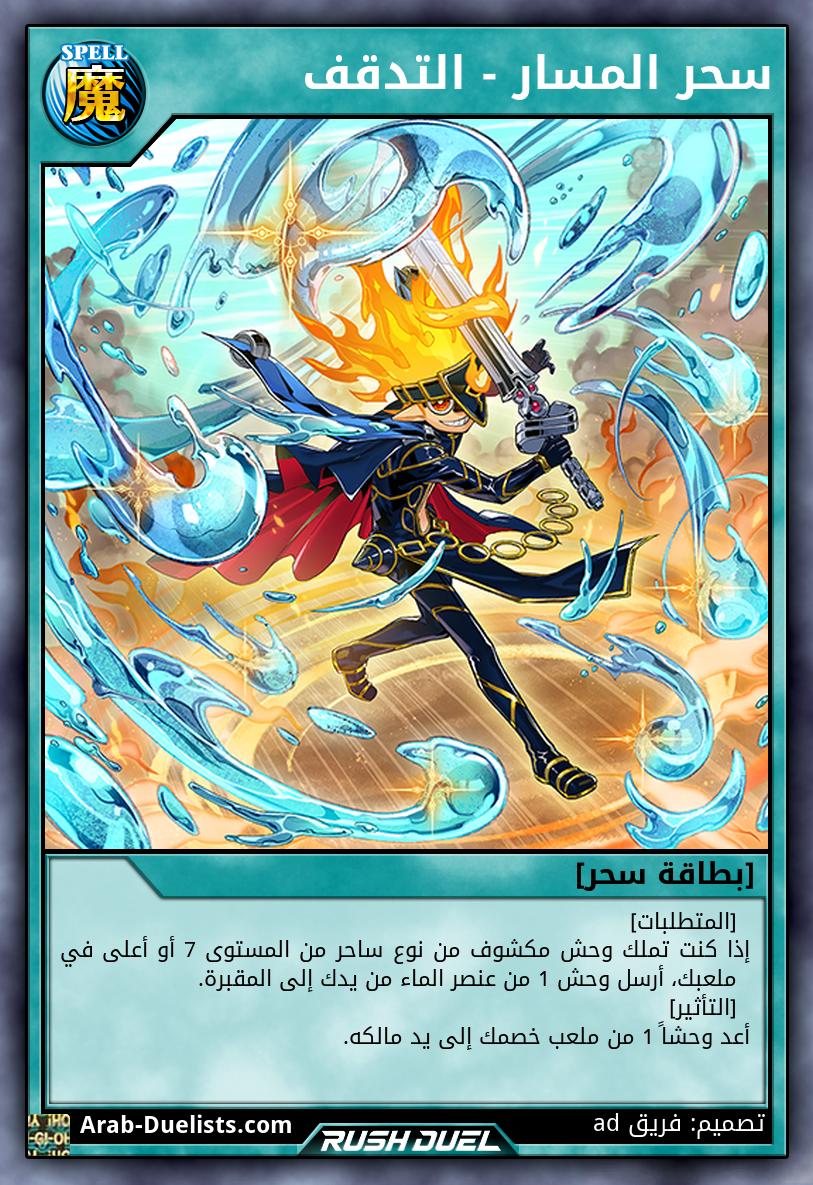 SPELL
魔
سحر المسار - التدقف
[بطاقة سحر]
[المتطلبات]
إذا كنت تملك وحش مكشوف من نوع ساحر من المستوى 7 أو أعلى في
ملعبك، أرسل وحش 1 من عنصر الماء من يدك إلى المقبرة.
[التأثير]
أعد وحشاً 1 من ملعب خصمك إلى يد مالكه.
Arab-Duelists.com
RUSH DUEL
تصميم: فريق ad